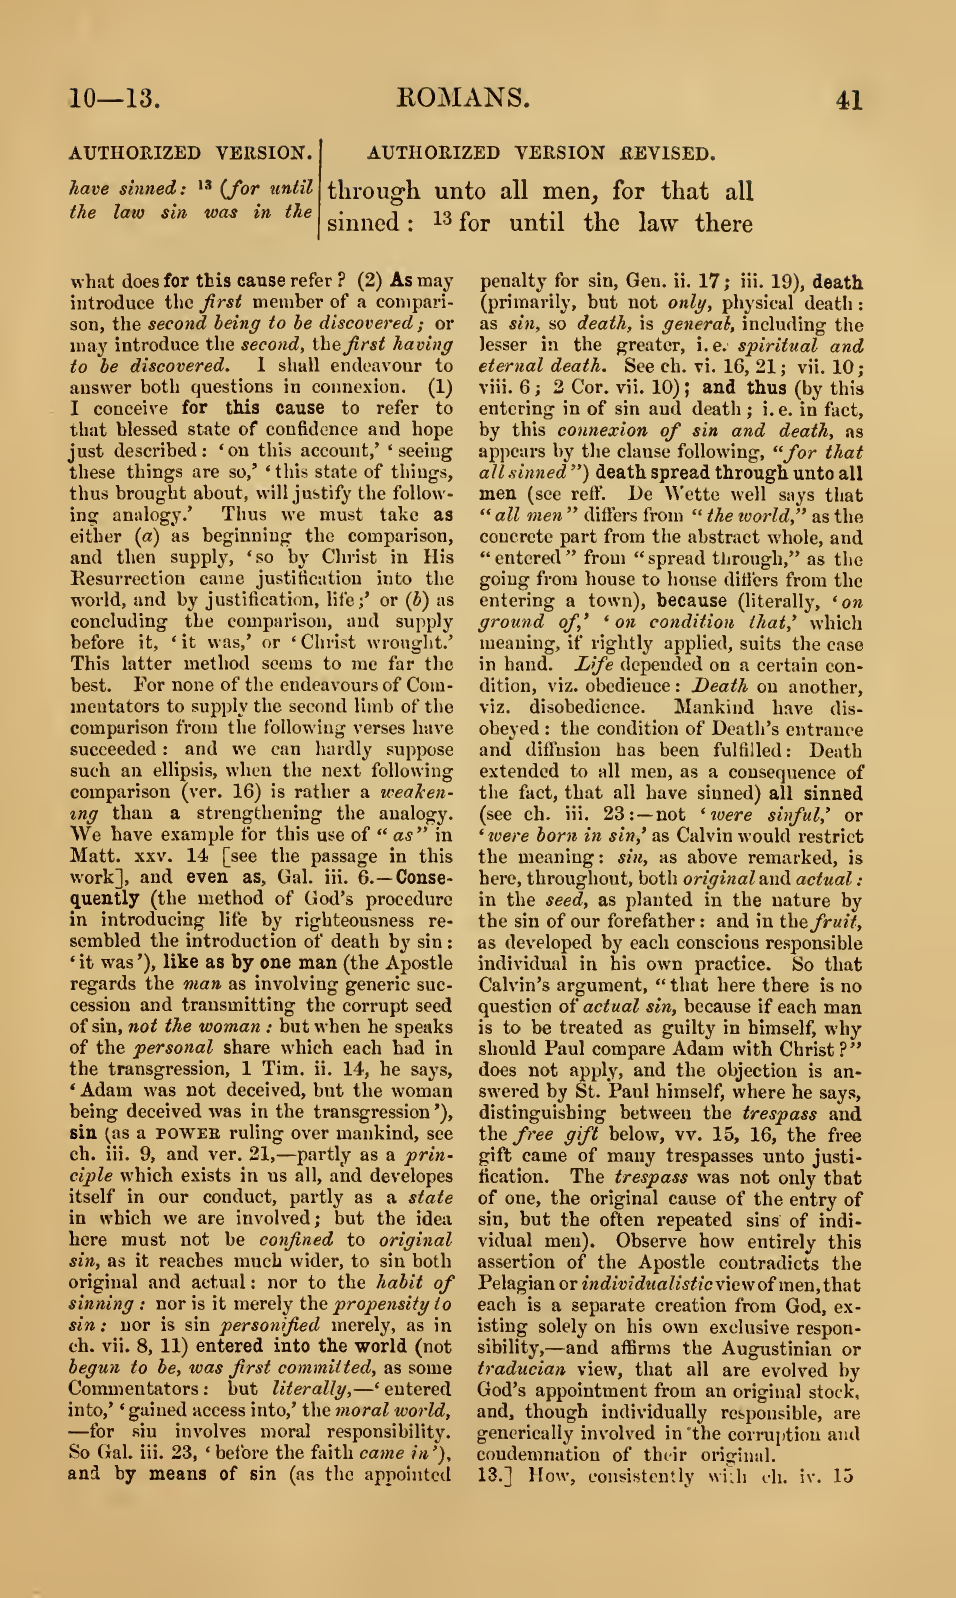 10—13.
ROMANS.
41
AUTHORIZED VERSION.
have sinned: 13 (for until
the law sin was in the
AUTHORIZED VERSION REVISED.
through unto all men, for that all
sinned : 13 for until the law there
what does for this cause refer ? (2) As may
introduce the first member of a compari-
son, the second being to be discovered; or
may introduce the second, the first having
to be discovered. I shall endeavour to
answer both questions in connexion. (1)
I conceive for this cause to refer to
that blessed state of confidence and hope
just described: ‘on this account,’ ‘seeing
these things are so,’ ‘this state of things,
thus brought about, will justify the follow-
ing analogy.’ Thus we must take as
either (a) as beginning the comparison,
and then supply, ‘so by Christ in His
Resurrection came justification into the
world, and by justification, life;’ or (b) as
concluding the comparison, and supply
before it, ‘it was,’ or ‘Christ wrought.’
This latter method seems to me far the
best. For none of the endeavours of Com-
mentators to supply the second limb of the
comparison from the following verses have
succeeded : and we can hardly suppose
such an ellipsis, when the next following
comparison (ver. 16) is rather a weaken-
ing than a strengthening the analogy.
We have example for this use of “as” in
Matt. xxv. 14 [see the passage in this
work], and even as, Gal. iii. 6.—Conse-
quently (the method of God’s procedure
in introducing life by righteousness re-
sembled the introduction of death by sin :
‘it was’), like as by one man (the Apostle
regards the man as involving generic suc-
cession and transmitting the corrupt seed
of sin, not the woman : but when he speaks
of the personal share which each had in
the transgression, 1 Tim. ii. 14, he says,
‘Adam was not deceived, but the woman
being deceived was in the transgression’),
sin (as a POWER ruling over mankind, see
ch. iii. 9, and ver. 21,—partly as a prin-
ciple which exists in us all, and developes
itself in our conduct, partly as a state
in which we are involved; but the idea
here must not be confined to original
sin, as it reaches much wider, to sin both
original and actual: nor to the habit of
sinning : nor is it merely the propensity to
sin: nor is sin personified merely, as in
ch. vii. 8, 11) entered into the world (not
begun to be, was first committed, as some
Commentators: but literally,—‘entered
into,’ ‘gained access into,’ the moral world,
—for sin involves moral responsibility.
So Gal. iii. 23, ‘before the faith came in’),
and by means of sin (as the appointed
penalty for sin, Gen. ii. 17; iii. 19), death
(primarily, but not only, physical death :
as sin, so death, is general, including the
lesser in the greater, i. e. spiritual and
eternal death. See ch. vi. 16, 21; vii. 10;
viii. 6; 2 Cor. vii. 10); and thus (by this
entering in of sin and death; i. e. in fact,
by this connexion of sin and death, as
appears by the clause following, “for that
all sinned”) death spread through unto all
men (see reff. De Wette well says that
“all men” differs from “the world,” as the
concrete part from the abstract whole, and
“entered” from “spread through,” as the
going from house to house differs from the
entering a town), because (literally, ‘on
ground of,’ ‘on condition that,’ which
meaning, if rightly applied, suits the case
in hand. Life depended on a certain con-
dition, viz. obedience: Death on another,
viz. disobedience. Mankind have dis-
obeyed: the condition of Death’s entrance
and diffusion has been fulfilled: Death
extended to all men, as a consequence of
the fact, that all have sinned) all sinned
(see ch. iii. 23:—not ‘were sinful,’ or
‘were born in sin,’ as Calvin would restrict
the meaning: sin, as above remarked, is
here, throughout, both original and actual:
in the seed, as planted in the nature by
the sin of our forefather: and in the fruit,
as developed by each conscious responsible
individual in his own practice. So that
Calvin’s argument, “that here there is no
question of actual sin, because if each man
is to be treated as guilty in himself, why
should Paul compare Adam with Christ?”
does not apply, and the objection is an-
swered by St. Paul himself, where he says,
distinguishing between the trespass and
the free gift below, vv. 15, 16, the free
gift came of many trespasses unto justi-
fication. The trespass was not only that
of one, the original cause of the entry of
sin, but the often repeated sins of indi-
vidual men). Observe how entirely this
assertion of the Apostle contradicts the
Pelagian or individualistic view of men, that
each is a separate creation from God, ex-
isting solely on his own exclusive respon-
sibility,—and affirms the Augustinian or
traducian view, that all are evolved by
God’s appointment from an original stock,
and, though individually responsible, are
generically involved in the corruption and
condemnation of their original.
13.] How, consistently with ch. iv. 15